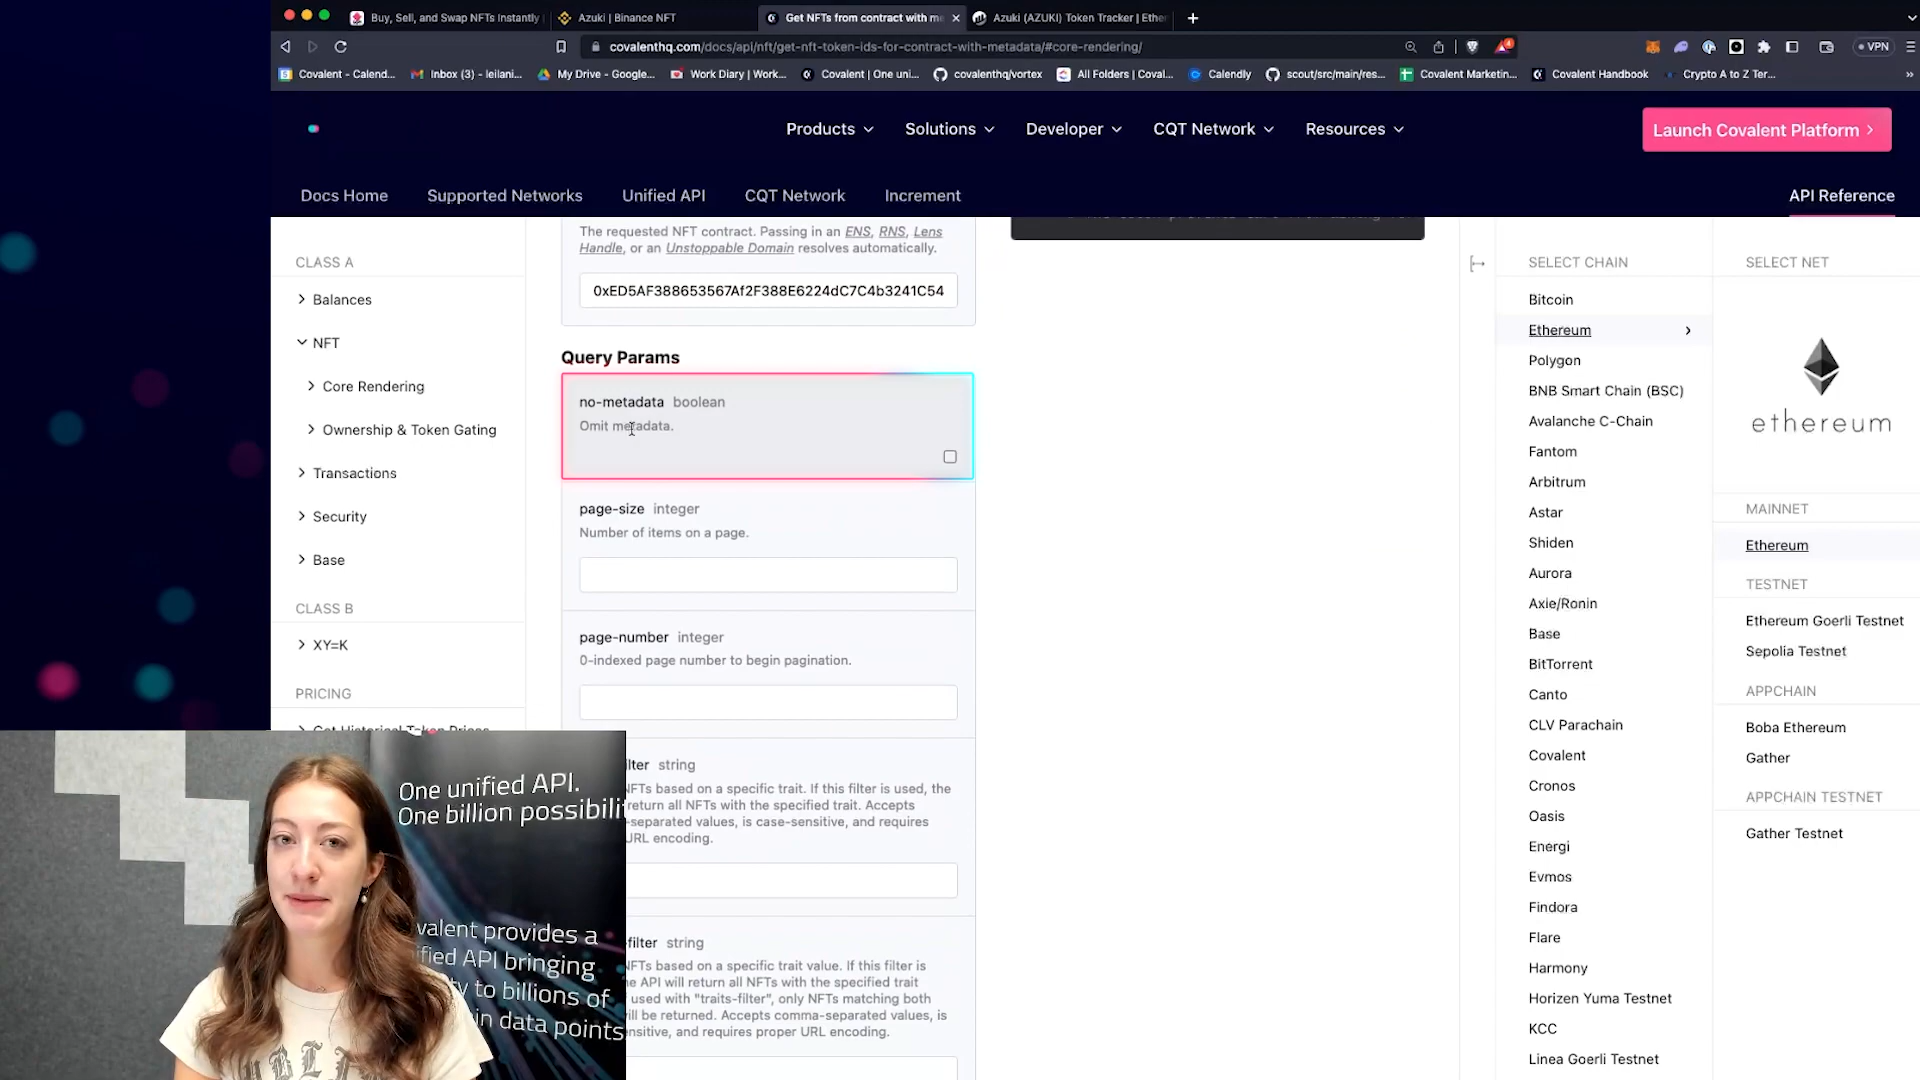 Buy, Sell, and Swap NFTs Instantly
Azuki | Binance NFT
Get NFTs from contract with me
Azuki (AZUKI) Token Tracker | Ethe
covalenthq.com/docs/api/nft/get-nft-token-ids-for-contract-with-metadata/#core-rendering/
VPN
Covalent - Calend...
Inbox (3) - leilani...
My Drive - Google...
Work Diary | Work...
Covalent | One uni...
covalenthq/vortex
All Folders | Coval...
Calendly
scout/src/main/res...
Covalent Marketin...
Covalent Handbook
Crypto A to Z Ter...
Products
Solutions
Developer
CQT Network
Resources
Launch Covalent Platform
Docs Home
Supported Networks
Unified API
CQT Network
Increment
API Reference
CLASS A
Balances
NFT
Core Rendering
Ownership & Token Gating
Transactions
Security
Base
CLASS B
XY=K
PRICING
Get Historical Token Prices
The requested NFT contract. Passing in an ENS, RNS, Lens
Handle, or an Unstoppable Domain resolves automatically.
0xED5AF388653567Af2F388E6224dC7C4b3241C54
Query Params
no-metadata boolean
Omit metadata.
page-size integer
Number of items on a page.
page-number integer
0-indexed page number to begin pagination.
ilter string
NFTs based on a specific trait. If this filter is used, the
return all NFTs with the specified trait. Accepts
-separated values, is case-sensitive, and requires
URL encoding.
-filter string
NFTs based on a specific trait value. If this filter is
he API will return all NFTs with the specified trait
used with "traits-filter", only NFTs matching both
will be returned. Accepts comma-separated values, is
nsitive, and requires proper URL encoding.
SELECT CHAIN
Bitcoin
Ethereum
Polygon
BNB Smart Chain (BSC)
Avalanche C-Chain
Fantom
Arbitrum
Astar
Shiden
Aurora
Axie/Ronin
Base
BitTorrent
Canto
CLV Parachain
Covalent
Cronos
Oasis
Energi
Evmos
Findora
Flare
Harmony
Horizen Yuma Testnet
KCC
Linea Goerli Testnet
SELECT NET
ethereum
MAINNET
Ethereum
TESTNET
Ethereum Goerli Testnet
Sepolia Testnet
APPCHAIN
Boba Ethereum
Gather
APPCHAIN TESTNET
Gather Testnet
One unified API.
One billion possibilit
valent provides a
ified API bringing
ty to billions of
in data points